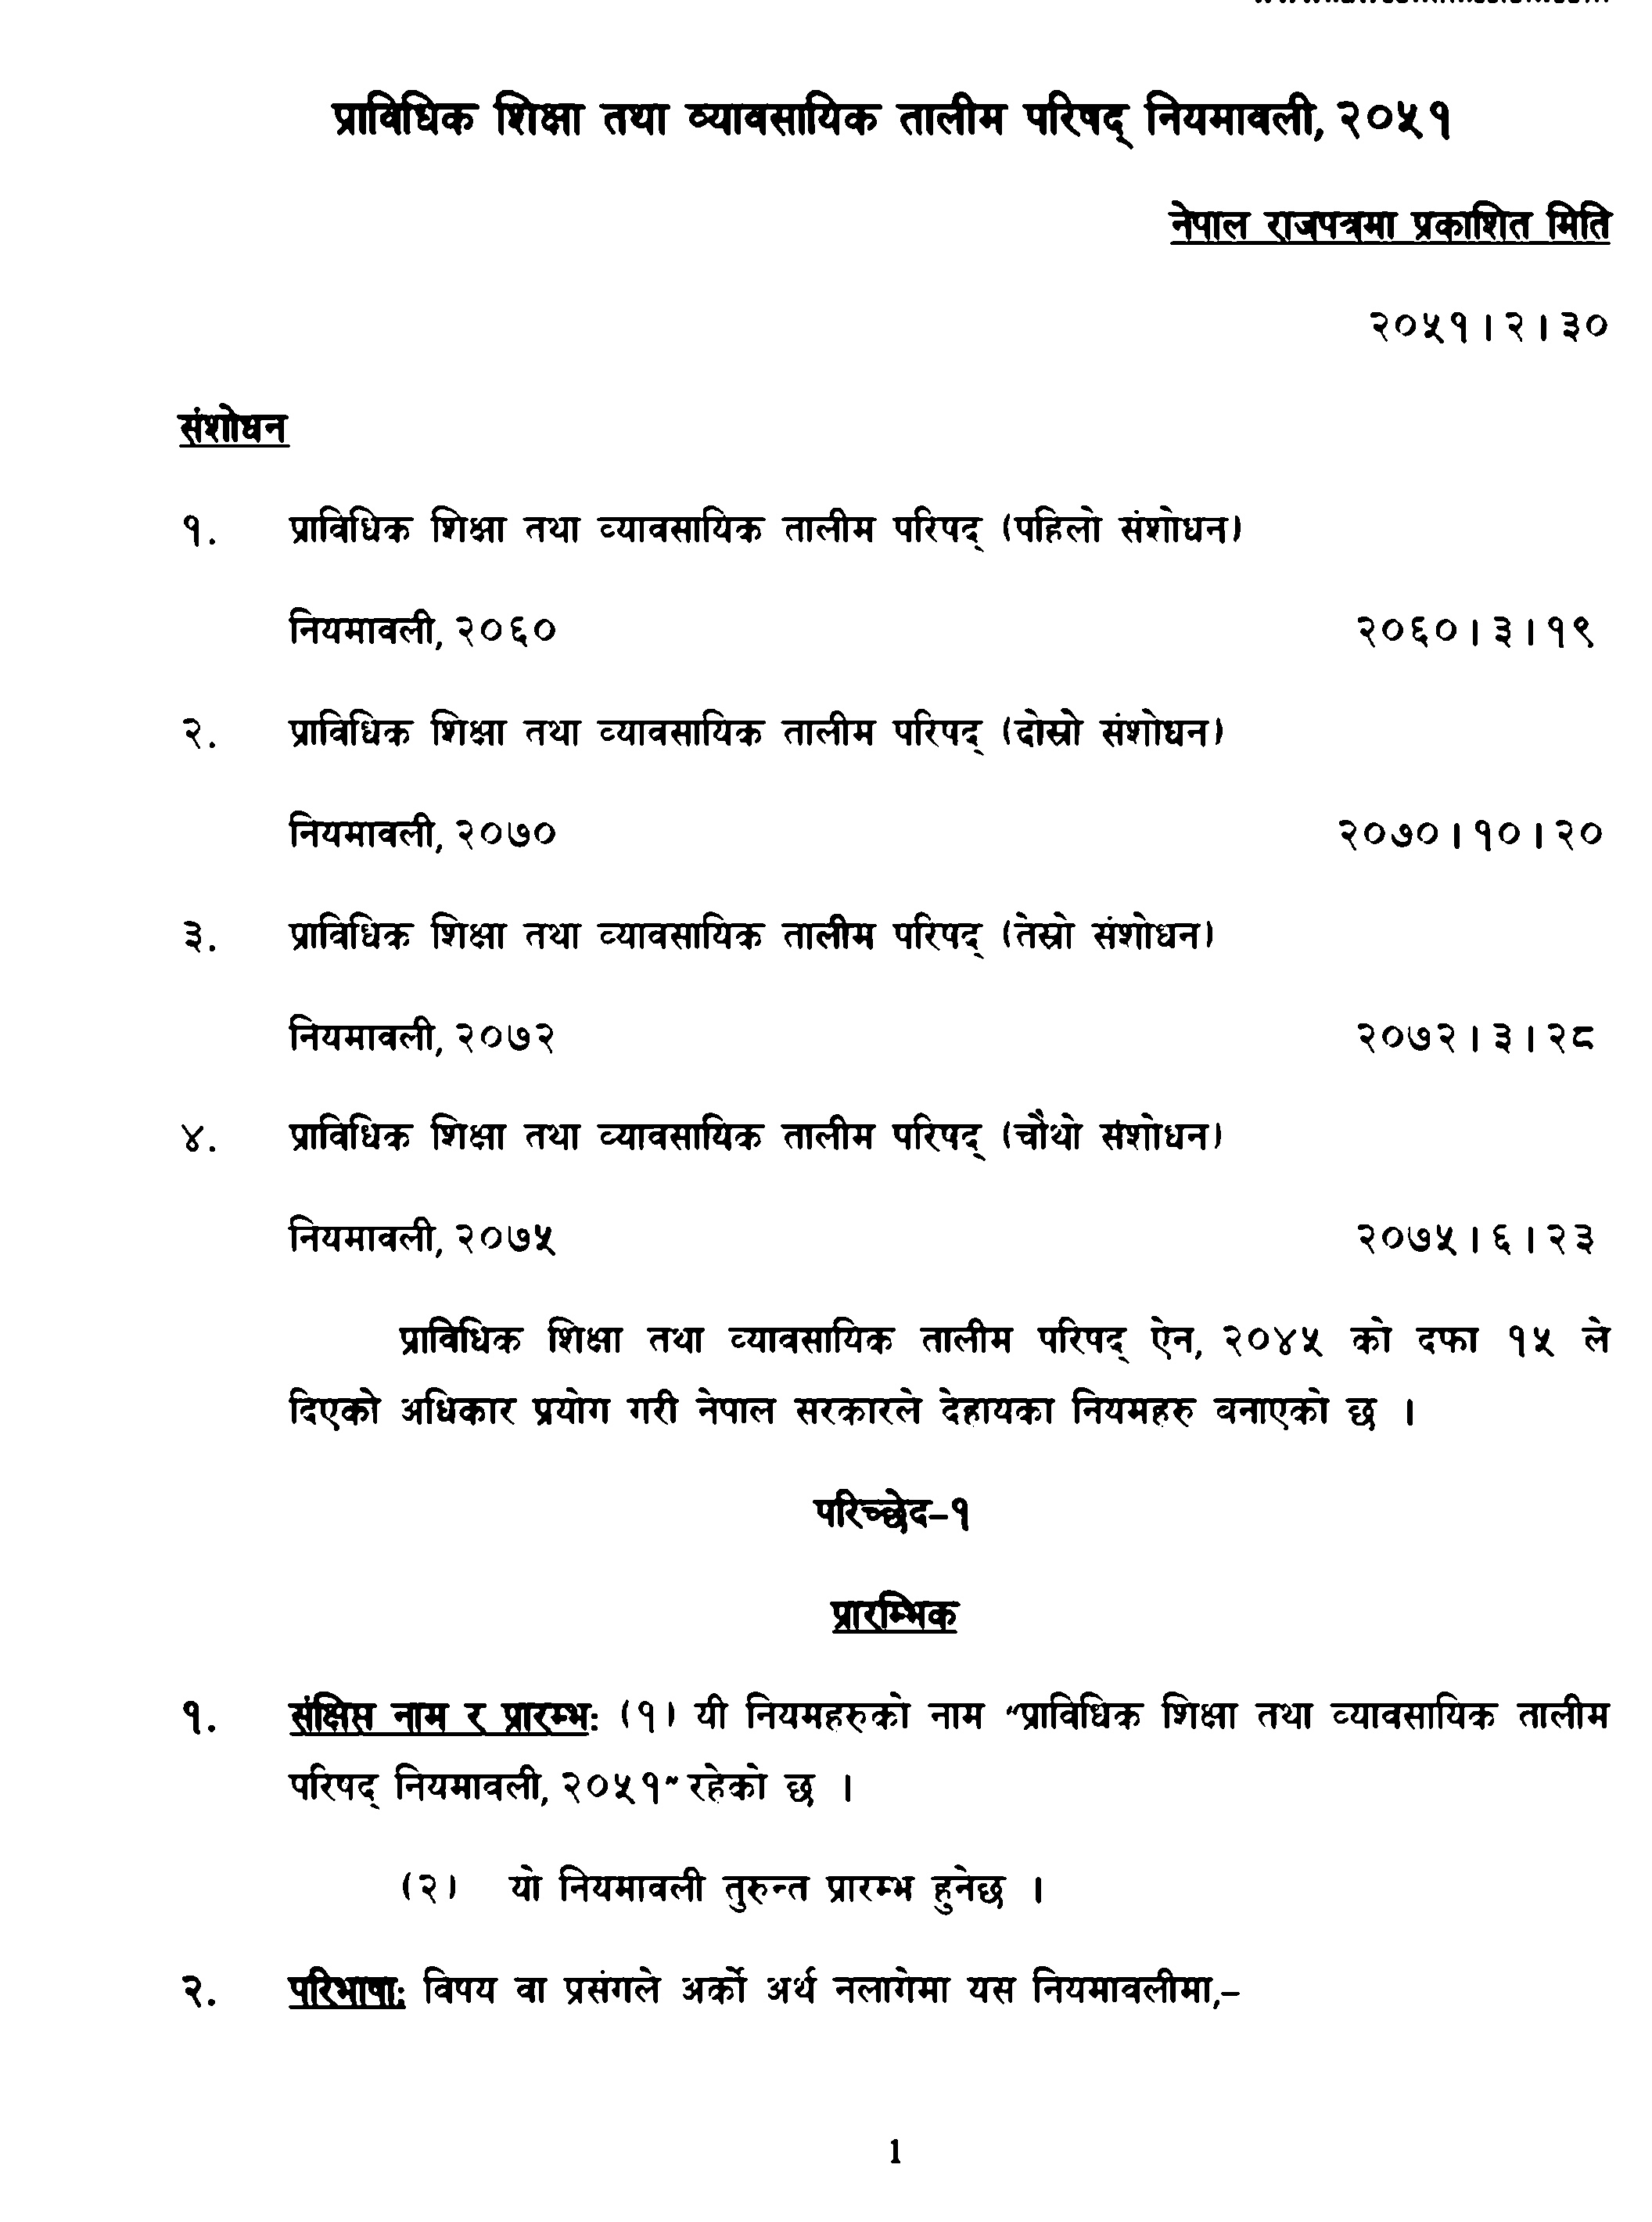 प्राविधिक शिक्षा तथा व्यावसायिक तालीम परिषद् नियमावली, २०५१
नेपाल राजपत्रमा प्रकाशित मिति
२०५१।२।३०
संशोधन
१. प्राविधिक शिक्षा तथा व्यावसायिक तालीम परिषद् (पहिलो संशोधन)
नियमावली, २०६० २०६०।३।१९
२. प्राविधिक शिक्षा तथा व्यावसायिक तालीम परिषद् (दोस्रो संशोधन)
नियमावली, २०७० २०७०।१०।२०
३. प्राविधिक शिक्षा तथा व्यावसायिक तालीम परिषद् (तेस्रो संशोधन)
नियमावली, २०७२ २०७२।३।२८
४. प्राविधिक शिक्षा तथा व्यावसायिक तालीम परिषद् (चौथो संशोधन)
नियमावली, २०७५ २०७५।६।२३
प्राविधिक शिक्षा तथा व्यावसायिक तालीम परिषद् ऐन, २०४५ को दफा १५ ले
दिएको अधिकार प्रयोग गरी नेपाल सरकारले देहायका नियमहरु बनाएको छ ।
परिच्छेद–१
प्रारम्भिक
१. संक्षिप्त नाम र प्रारम्भ: (१) यी नियमहरुको नाम "प्राविधिक शिक्षा तथा व्यावसायिक तालीम
परिषद् नियमावली, २०५१" रहेको छ ।
(२) यो नियमावली तुरुन्त प्रारम्भ हुनेछ ।
२. परिभाषा: विषय वा प्रसंगले अर्को अर्थ नलागेमा यस नियमावलीमा,–
1